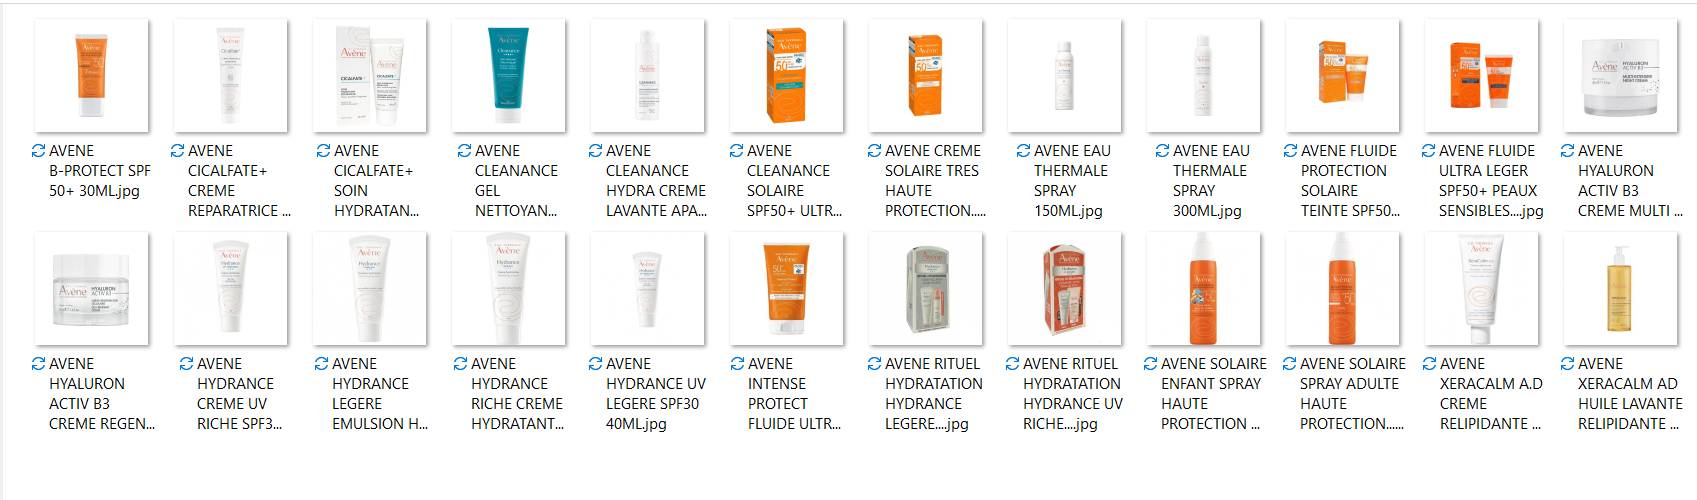 AVENE
B-PROTECT SPF
50+ 30ML.jpg
AVENE
CICALFATE+
CREME
REPARATRICE ...
AVENE
CICALFATE+
SOIN
HYDRATAN...
AVENE
CLEANANCE
GEL
NETTOYAN...
AVENE
CLEANANCE
HYDRA CREME
LAVANTE APA...
AVENE
CLEANANCE
SOLAIRE
SPF50+ ULTR...
AVENE CREME
SOLAIRE TRES
HAUTE
PROTECTION.....
AVENE EAU
THERMALE
SPRAY
150ML.jpg
AVENE EAU
THERMALE
SPRAY
300ML.jpg
AVENE FLUIDE
PROTECTION
SOLAIRE
TEINTE SPF50...
AVENE FLUIDE
ULTRA LEGER
SPF50+ PEAUX
SENSIBLES....jpg
AVENE
HYALURON
ACTIV B3
CREME MULTI ...
AVENE
HYALURON
ACTIV B3
CREME REGEN...
AVENE
HYDRANCE
CREME UV
RICHE SPF3...
AVENE
HYDRANCE
LEGERE
EMULSION H...
AVENE
HYDRANCE
RICHE CREME
HYDRATANT...
AVENE
HYDRANCE UV
LEGERE SPF30
40ML.jpg
AVENE
INTENSE
PROTECT
FLUIDE ULTR...
AVENE RITUEL
HYDRATATION
HYDRANCE
LEGERE....jpg
AVENE RITUEL
HYDRATATION
HYDRANCE UV
RICHE....jpg
AVENE SOLAIRE
ENFANT SPRAY
HAUTE
PROTECTION ...
AVENE SOLAIRE
SPRAY ADULTE
HAUTE
PROTECTION......
AVENE
XERACALM A.D
CREME
RELIPIDANTE ...
AVENE
XERACALM AD
HUILE LAVANTE
RELIPIDANTE ...